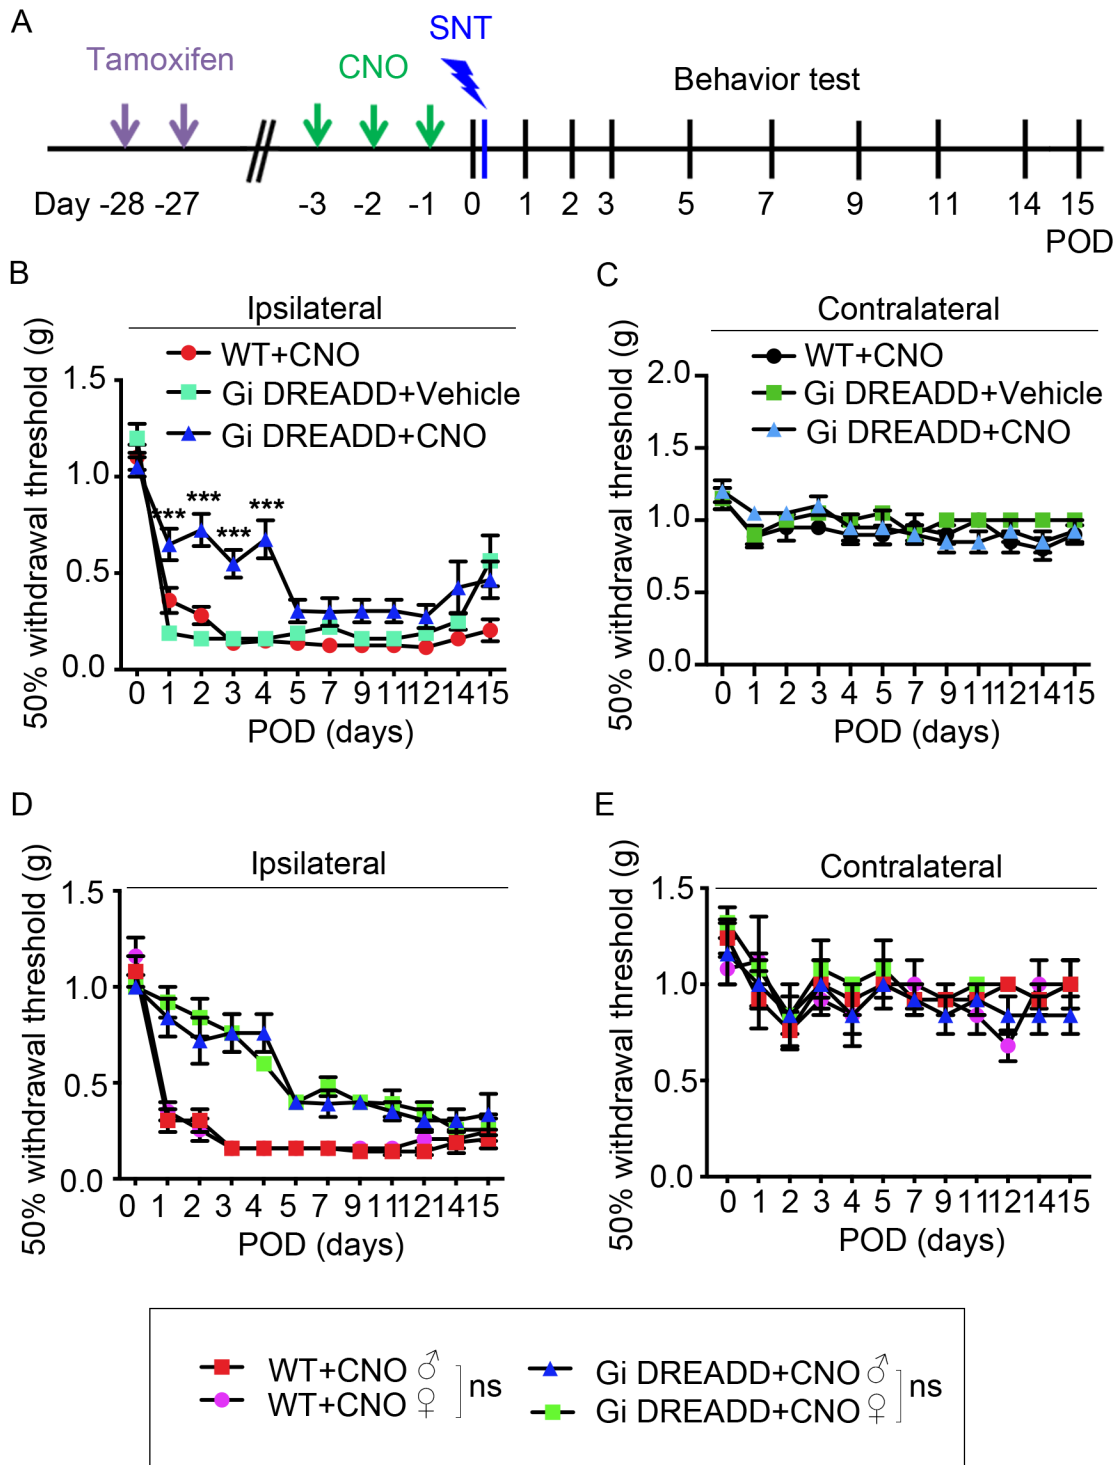 A
SNT
Tamoxifen
CNO
Behavior test
Day -28 -27 -3 -2 -1 0 1 2 3 5 7 9 11 14 15
POD
B
Ipsilateral
50% withdrawal threshold (g)
WT+CNO
Gi DREADD+Vehicle
Gi DREADD+CNO
1.5
1.0
0.5
0.0
*** *** *** ***
0 1 2 3 4 5 7 9 11 12 14 15
POD (days)
C
Contralateral
50% withdrawal threshold (g)
WT+CNO
Gi DREADD+Vehicle
Gi DREADD+CNO
2.0
1.5
1.0
0.5
0.0
0 1 2 3 4 5 7 9 11 12 14 15
POD (days)
D
Ipsilateral
50% withdrawal threshold (g)
1.5
1.0
0.5
0.0
0 1 2 3 4 5 7 9 11 12 14 15
POD (days)
E
Contralateral
50% withdrawal threshold (g)
1.5
1.0
0.5
0.0
0 1 2 3 4 5 7 9 11 12 14 15
POD (days)
WT+CNO ♂
WT+CNO ♀
ns
Gi DREADD+CNO ♂
Gi DREADD+CNO ♀
ns